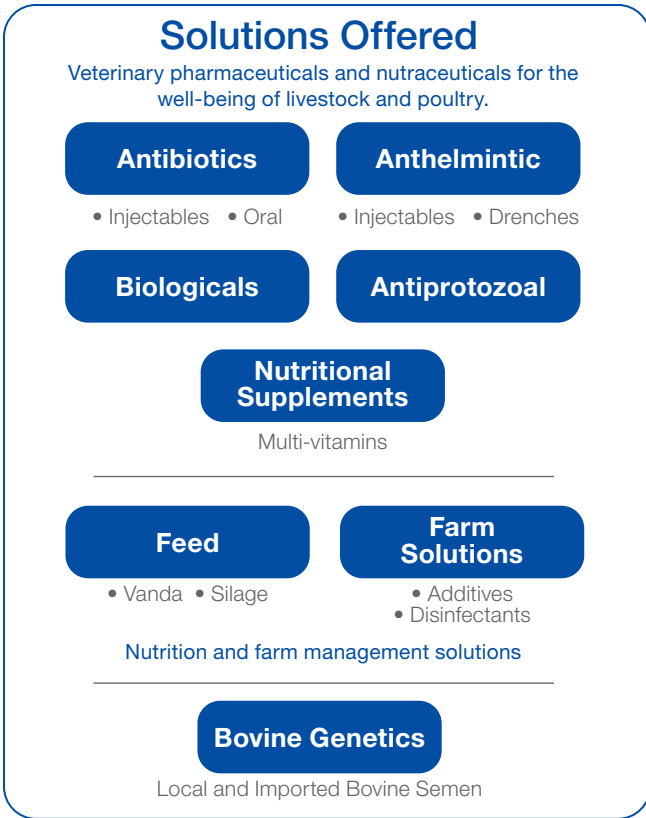 Solutions Offered
Veterinary pharmaceuticals and nutraceuticals for the
well-being of livestock and poultry.
Antibiotics
• Injectables • Oral
Anthelmintic
• Injectables • Drenches
Biologicals
Antiprotozoal
Nutritional
Supplements
Multi-vitamins
Feed
• Vanda • Silage
Farm
Solutions
• Additives
• Disinfectants
Nutrition and farm management solutions
Bovine Genetics
Local and Imported Bovine Semen